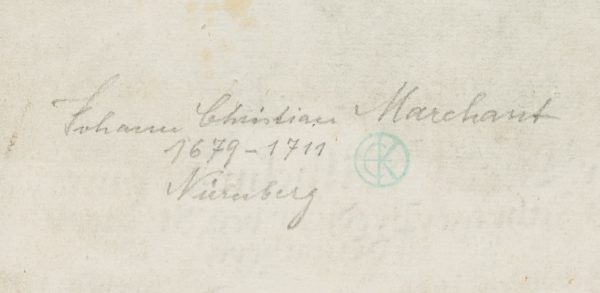 Johann Christian Marchant
1679-1711
Nürnberg